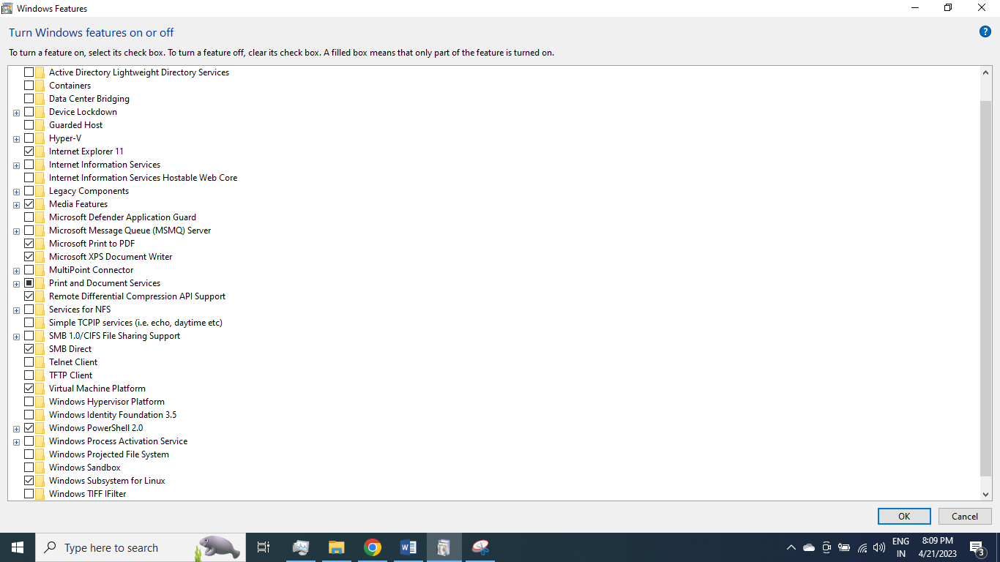 Windows Features
Turn Windows features on or off
To turn a feature on, select its check box. To turn a feature off, clear its check box. A filled box means that only part of the feature is turned on.
Active Directory Lightweight Directory Services
Containers
Data Center Bridging
Device Lockdown
Guarded Host
Hyper-V
Internet Explorer 11
Internet Information Services
Internet Information Services Hostable Web Core
Legacy Components
Media Features
Microsoft Defender Application Guard
Microsoft Message Queue (MSMQ) Server
Microsoft Print to PDF
Microsoft XPS Document Writer
MultiPoint Connector
Print and Document Services
Remote Differential Compression API Support
Services for NFS
Simple TCPIP services (i.e. echo, daytime etc)
SMB 1.0/CIFS File Sharing Support
SMB Direct
Telnet Client
TFTP Client
Virtual Machine Platform
Windows Hypervisor Platform
Windows Identity Foundation 3.5
Windows PowerShell 2.0
Windows Process Activation Service
Windows Projected File System
Windows Sandbox
Windows Subsystem for Linux
Windows TIFF IFilter
OK Cancel
Type here to search
ENG
IN
8:09 PM
4/21/2023
3